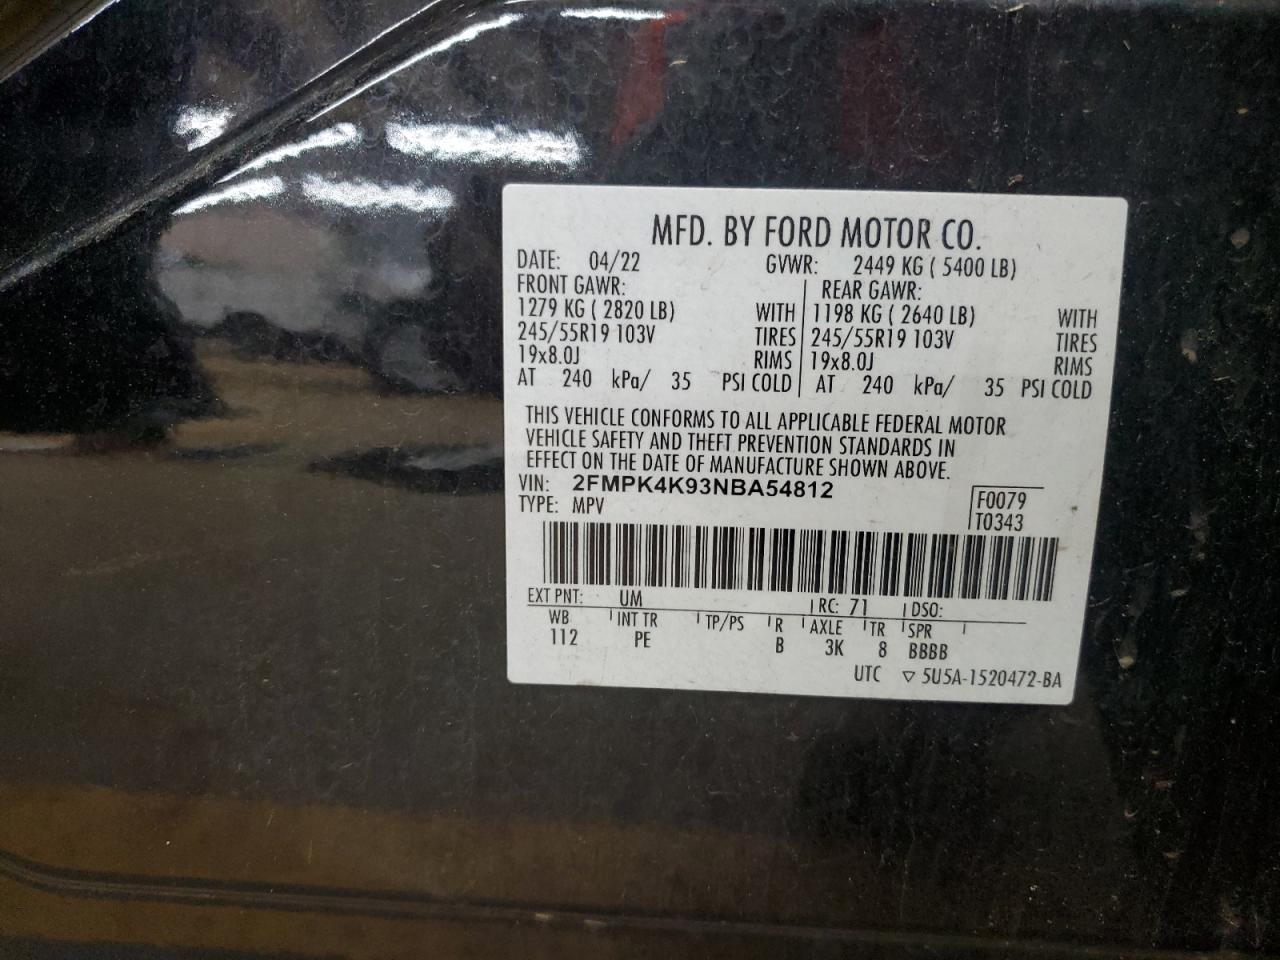 MFD. BY FORD MOTOR CO.
DATE: 04/22 GVWR: 2449 KG ( 5400 LB)
FRONT GAWR: REAR GAWR:
1279 KG ( 2820 LB) WITH 1198 KG ( 2640 LB) WITH
245/55R19 103V TIRES 245/55R19 103V TIRES
19x8.0J RIMS 19x8.0J RIMS
AT 240 kPa/ 35 PSI COLD AT 240 kPa/ 35 PSI COLD
THIS VEHICLE CONFORMS TO ALL APPLICABLE FEDERAL MOTOR
VEHICLE SAFETY AND THEFT PREVENTION STANDARDS IN
EFFECT ON THE DATE OF MANUFACTURE SHOWN ABOVE.
VIN: 2FMPK4K93NBA54812 F0079
TYPE: MPV T0343
EXT PNT: UM RC: 71 DSO:
WB INT TR TP/PS R AXLE TR SPR
112 PE B 3K 8 BBBB
UTC ▽ 5U5A-1520472-BA